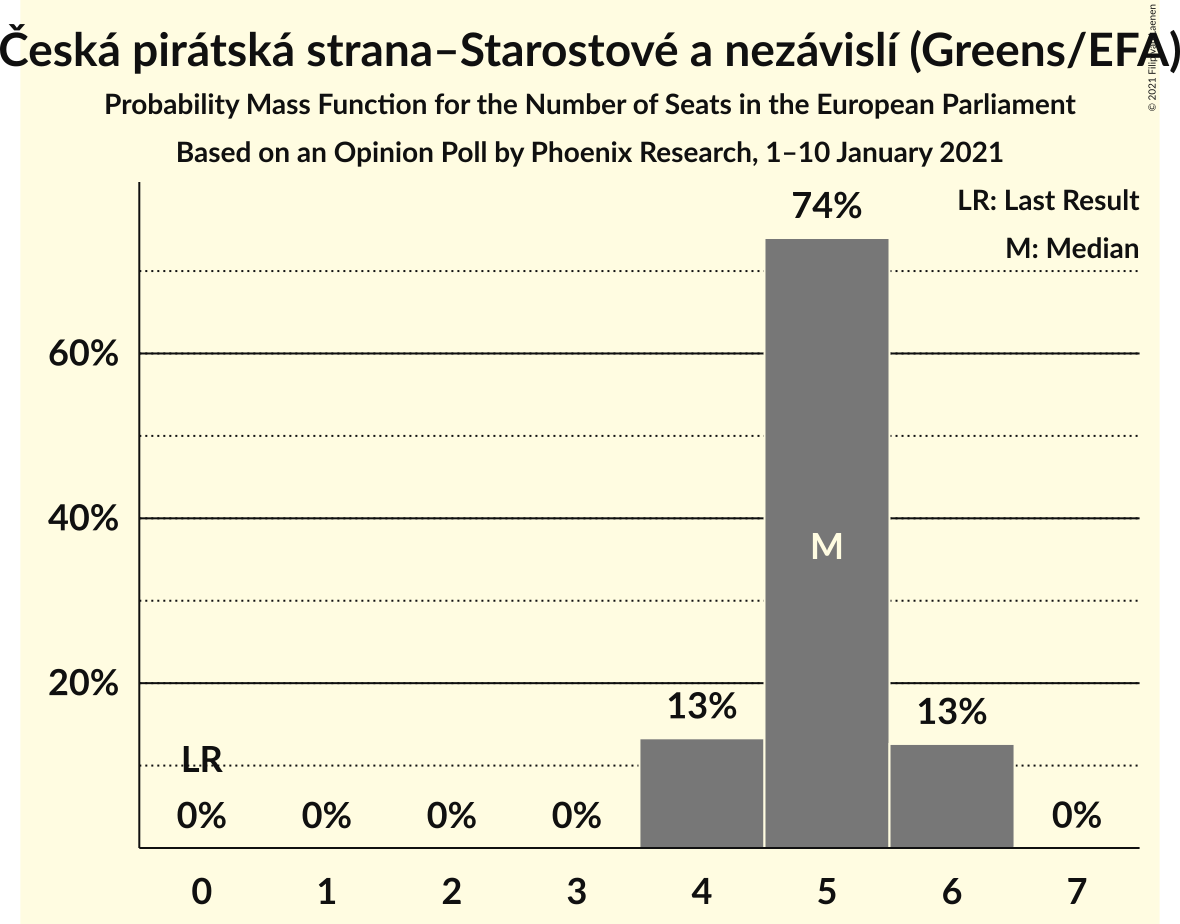 Česká pirátská strana–Starostové a nezávislí (Greens/EFA)
Probability Mass Function for the Number of Seats in the European Parliament
Based on an Opinion Poll by Phoenix Research, 1–10 January 2021
© 2021 Filip
LR: Last Result
M: Median
74%
60%
40%
M
20%
13%
13%
LR
0%
0%
0%
0%
0%
0
1
2
3
4
5
6
7